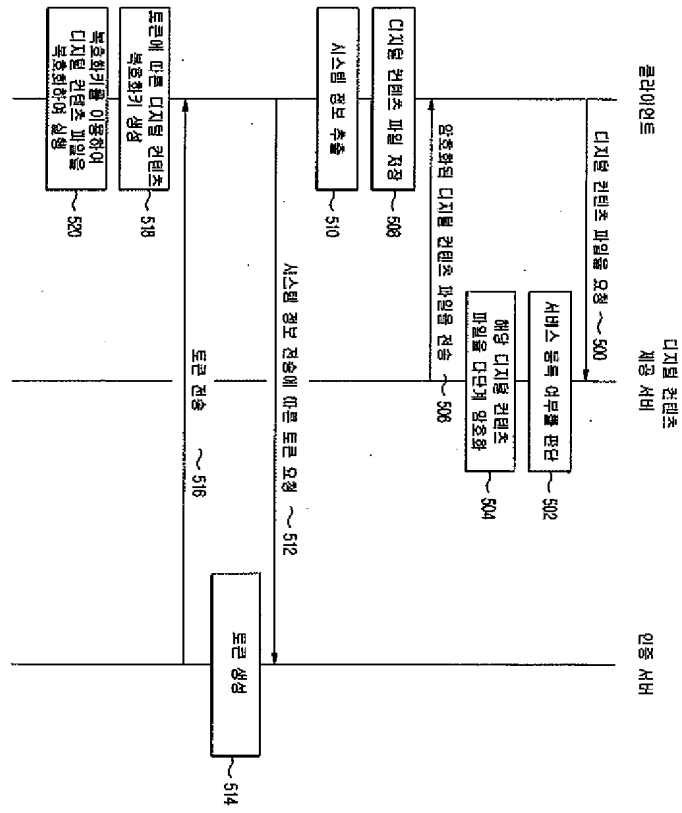 클라이언트
디지털 컨텐츠
제공 서버
인증 서버
디지털 컨텐츠 파일을 요청 ~ 500
서비스 등록 여부를 판단
502
해당 디지털 컨텐츠
파일을 다단계 암호화
504
암호화된 디지털 컨텐츠 파일을 전송 ~ 506
디지털 컨텐츠 파일 저장
508
시스템 정보 추출
510
시스템 정보 전송에 따른 토큰 요청 ~ 512
토큰 생성
514
토큰 전송 ~ 516
토큰에 따른 디지털 컨텐츠
복호화키 생성
518
복호화키를 이용하여
디지털 컨텐츠 파일을
복호화하여 실행
520